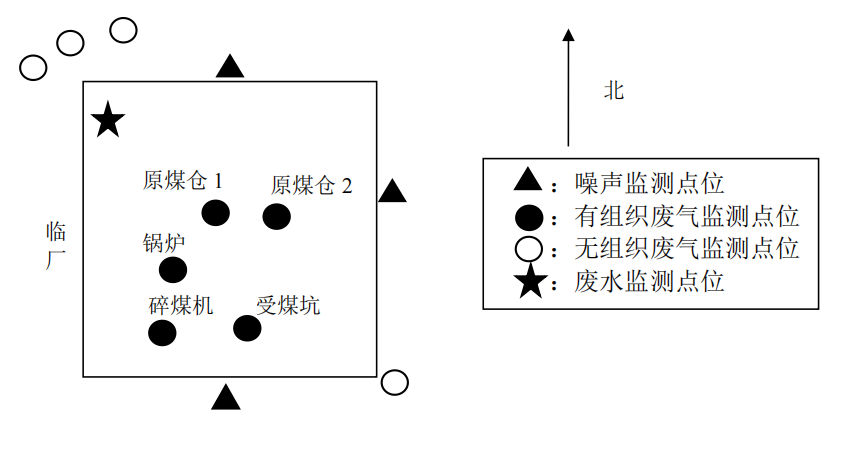 北
原煤仓 1
原煤仓 2
临
厂
锅炉
碎煤机
受煤坑
：噪声监测点位
：有组织废气监测点位
：无组织废气监测点位
：废水监测点位